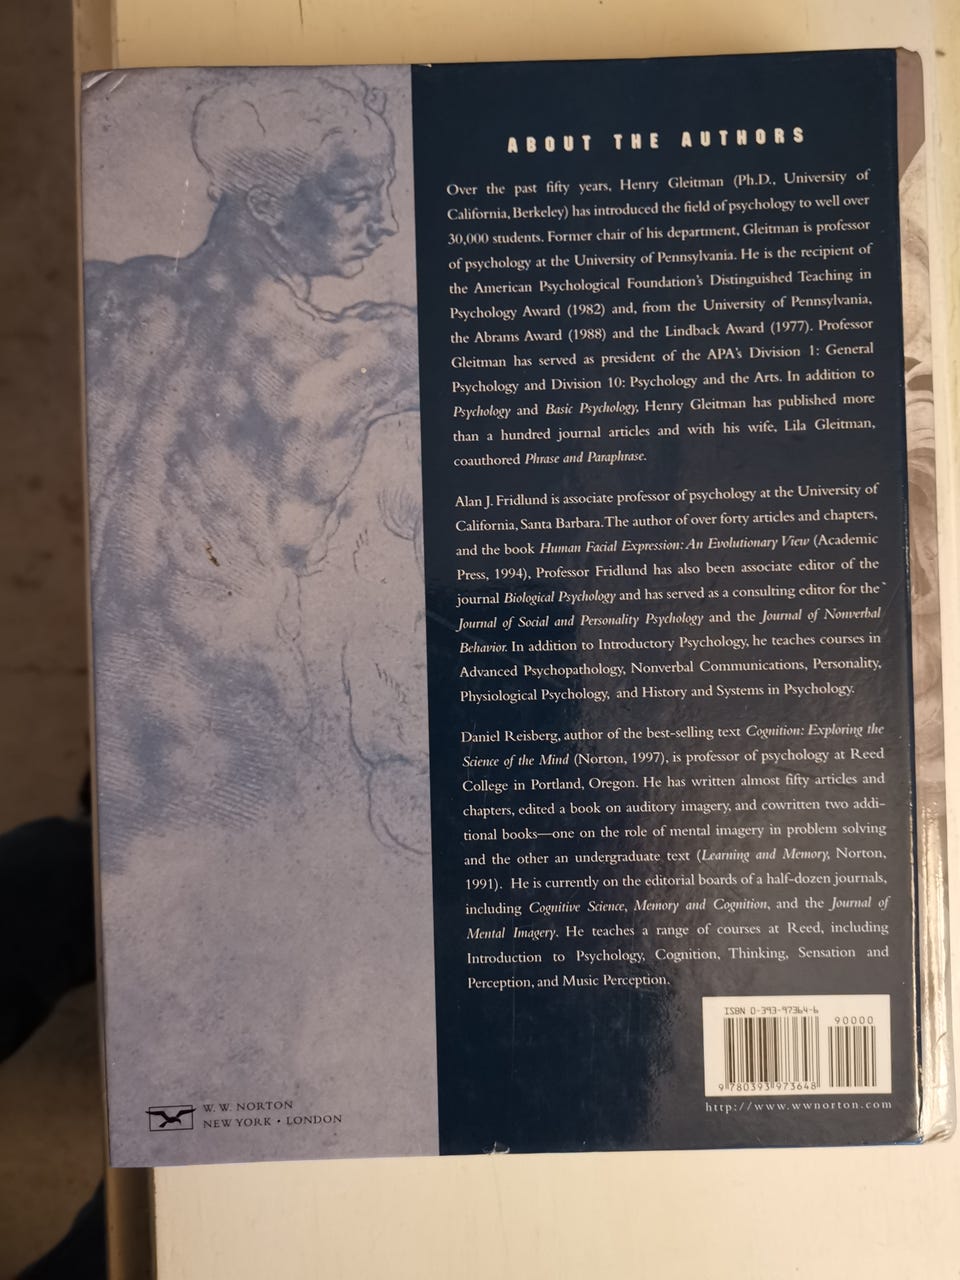 ABOUT THE AUTHORS
Over the past fifty years, Henry Gleitman (Ph.D., University of
California, Berkeley) has introduced the field of psychology to well over
30,000 students. Former chair of his department, Gleitman is professor
of psychology at the University of Pennsylvania. He is the recipient of
the American Psychological Foundation's Distinguished Teaching in
Psychology Award (1982) and, from the University of Pennsylvania,
the Abrams Award (1988) and the Lindback Award (1977). Professor
Gleitman has served as president of the APA's Division 1: General
Psychology and Division 10: Psychology and the Arts. In addition to
Psychology and Basic Psychology, Henry Gleitman has published more
than a hundred journal articles and with his wife, Lila Gleitman,
coauthored Phrase and Paraphrase.
Alan J. Fridlund is associate professor of psychology at the University of
California, Santa Barbara. The author of over forty articles and chapters,
and the book Human Facial Expression: An Evolutionary View (Academic
Press, 1994), Professor Fridlund has also been associate editor of the
journal Biological Psychology and has served as a consulting editor for the
Journal of Social and Personality Psychology and the Journal of Nonverbal
Behavior. In addition to Introductory Psychology, he teaches courses in
Advanced Psychopathology, Nonverbal Communications, Personality,
Physiological Psychology, and History and Systems in Psychology.
Daniel Reisberg, author of the best-selling text Cognition: Exploring the
Science of the Mind (Norton, 1997), is professor of psychology at Reed
College in Portland, Oregon. He has written almost fifty articles and
chapters, edited a book on auditory imagery, and cowritten two addi-
tional books—one on the role of mental imagery in problem solving
and the other an undergraduate text (Learning and Memory, Norton,
1991). He is currently on the editorial boards of a half-dozen journals,
including Cognitive Science, Memory and Cognition, and the Journal of
Mental Imagery. He teaches a range of courses at Reed, including
Introduction to Psychology, Cognition, Thinking, Sensation and
Perception, and Music Perception.
ISBN 0-393-97364-6
90000
9 780393 973648
http://www.wwnorton.com
W. W. NORTON
NEW YORK • LONDON